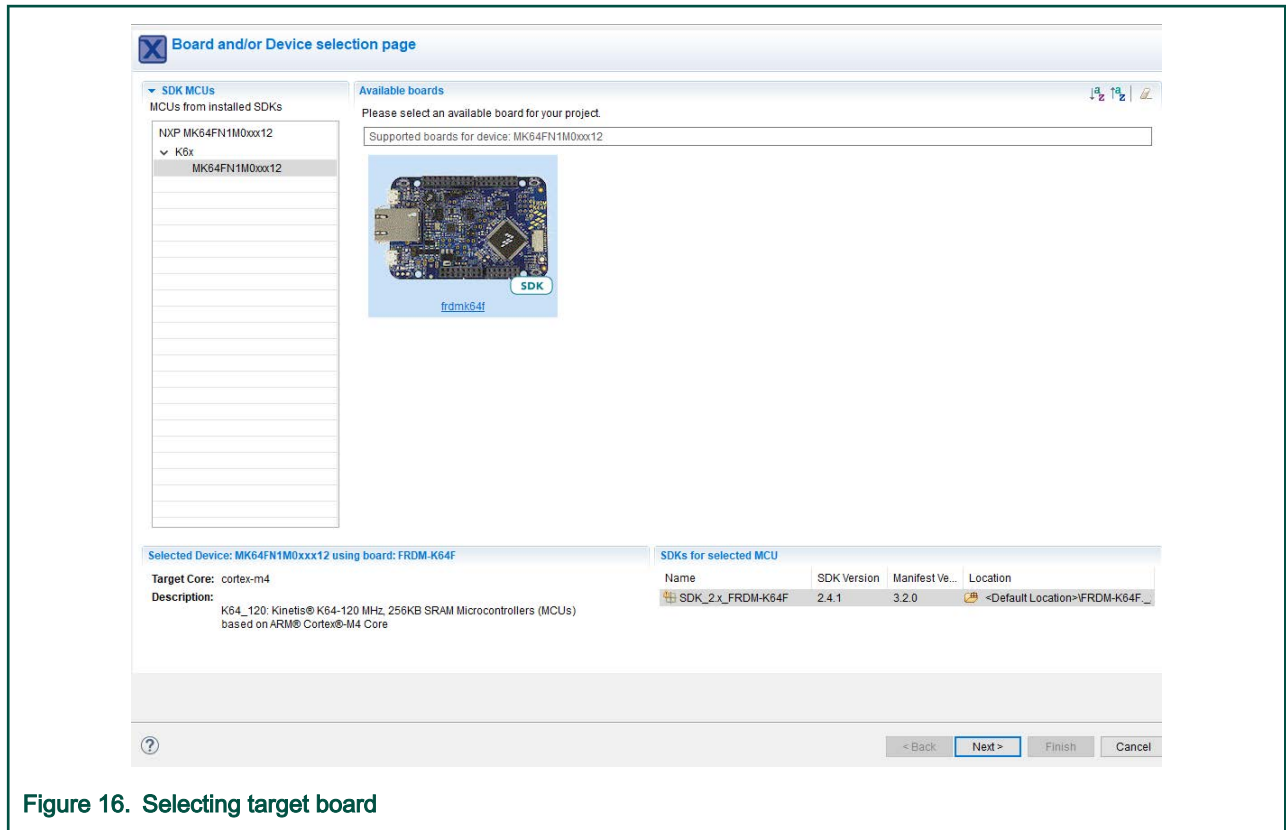 Board and/or Device selection page
SDK MCUs
MCUs from installed SDKs
NXP MK64FN1M0xxx12
K6x
MK64FN1M0xxx12
Available boards
Please select an available board for your project.
Supported boards for device: MK64FN1M0xxx12
SDK
frdmk64f
Selected Device: MK64FN1M0xxx12 using board: FRDM-K64F
Target Core: cortex-m4
Description:
K64_120: Kinetis® K64-120 MHz, 256KB SRAM Microcontrollers (MCUs)
based on ARM® Cortex®-M4 Core
SDKs for selected MCU
Name SDK Version Manifest Ve... Location
SDK_2.x_FRDM-K64F 2.4.1 3.2.0 <Default Location>\FRDM-K64F._
< Back Next > Finish Cancel
Figure 16. Selecting target board